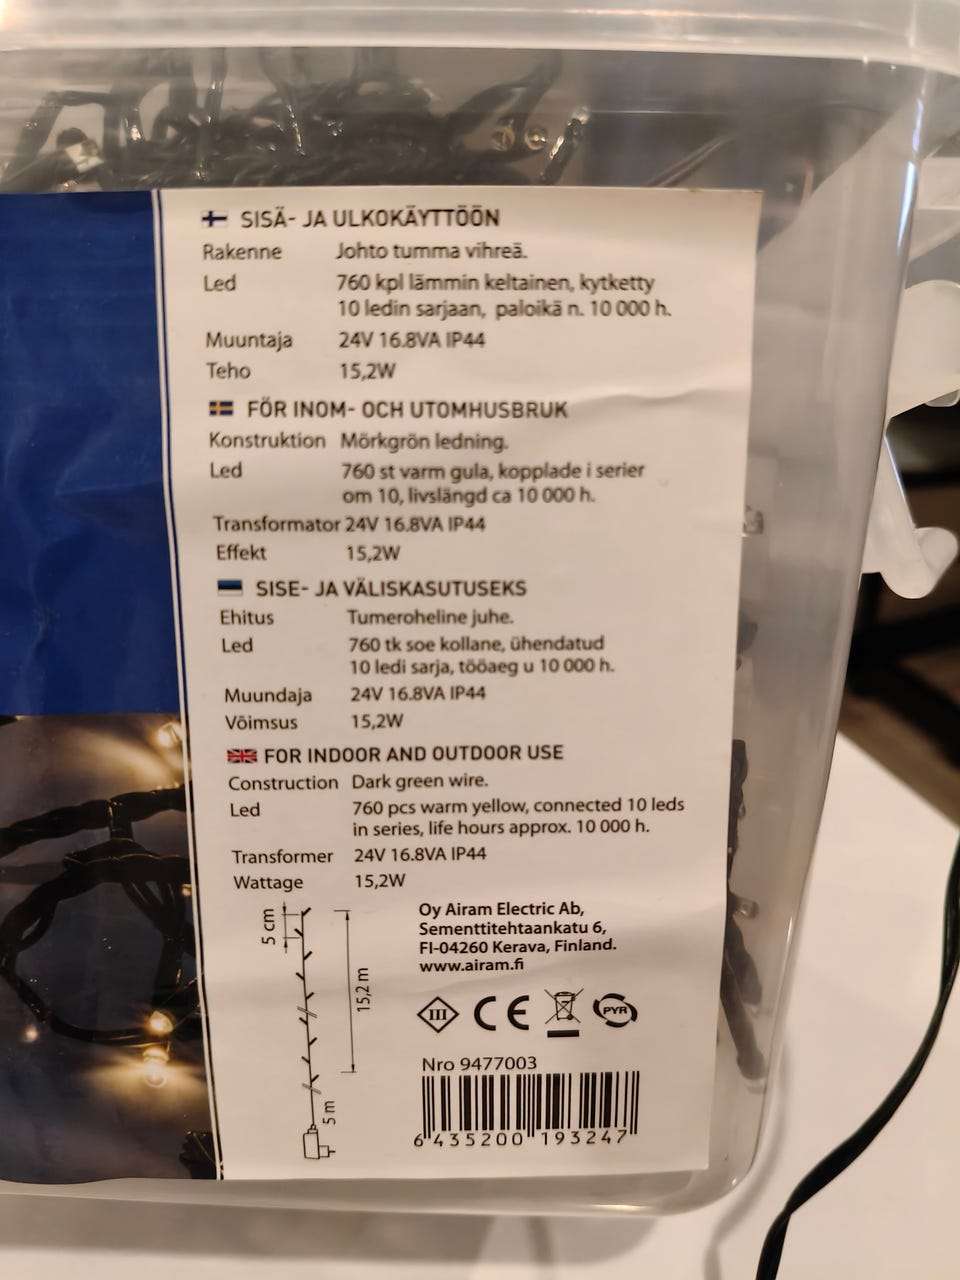 SISÄ- JA ULKOKÄYTTÖÖN
Rakenne Johto tumma vihreä.
Led 760 kpl lämmin keltainen, kytketty
10 ledin sarjaan, paloikä n. 10 000 h.
Muuntaja 24V 16.8VA IP44
Teho 15,2W
FÖR INOM- OCH UTOMHUSBRUK
Konstruktion Mörkgrön ledning.
Led 760 st varm gula, kopplade i serier
om 10, livslängd ca 10 000 h.
Transformator 24V 16.8VA IP44
Effekt 15,2W
SISE- JA VÄLISKASUTUSEKS
Ehitus Tumeroheline juhe.
Led 760 tk soe kollane, ühendatud
10 ledi sarja, tööaeg u 10 000 h.
Muundaja 24V 16.8VA IP44
Võimsus 15,2W
FOR INDOOR AND OUTDOOR USE
Construction Dark green wire.
Led 760 pcs warm yellow, connected 10 leds
in series, life hours approx. 10 000 h.
Transformer 24V 16.8VA IP44
Wattage 15,2W
5 cm
15,2 m
5 m
Oy Airam Electric Ab,
Sementtitehtaankatu 6,
FI-04260 Kerava, Finland.
www.airam.fi
III CE PYR
Nro 9477003
6 435200 193247